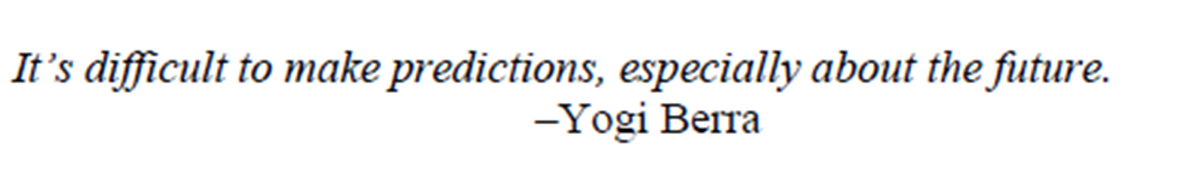 It’s difficult to make predictions, especially about the future.
–Yogi Berra